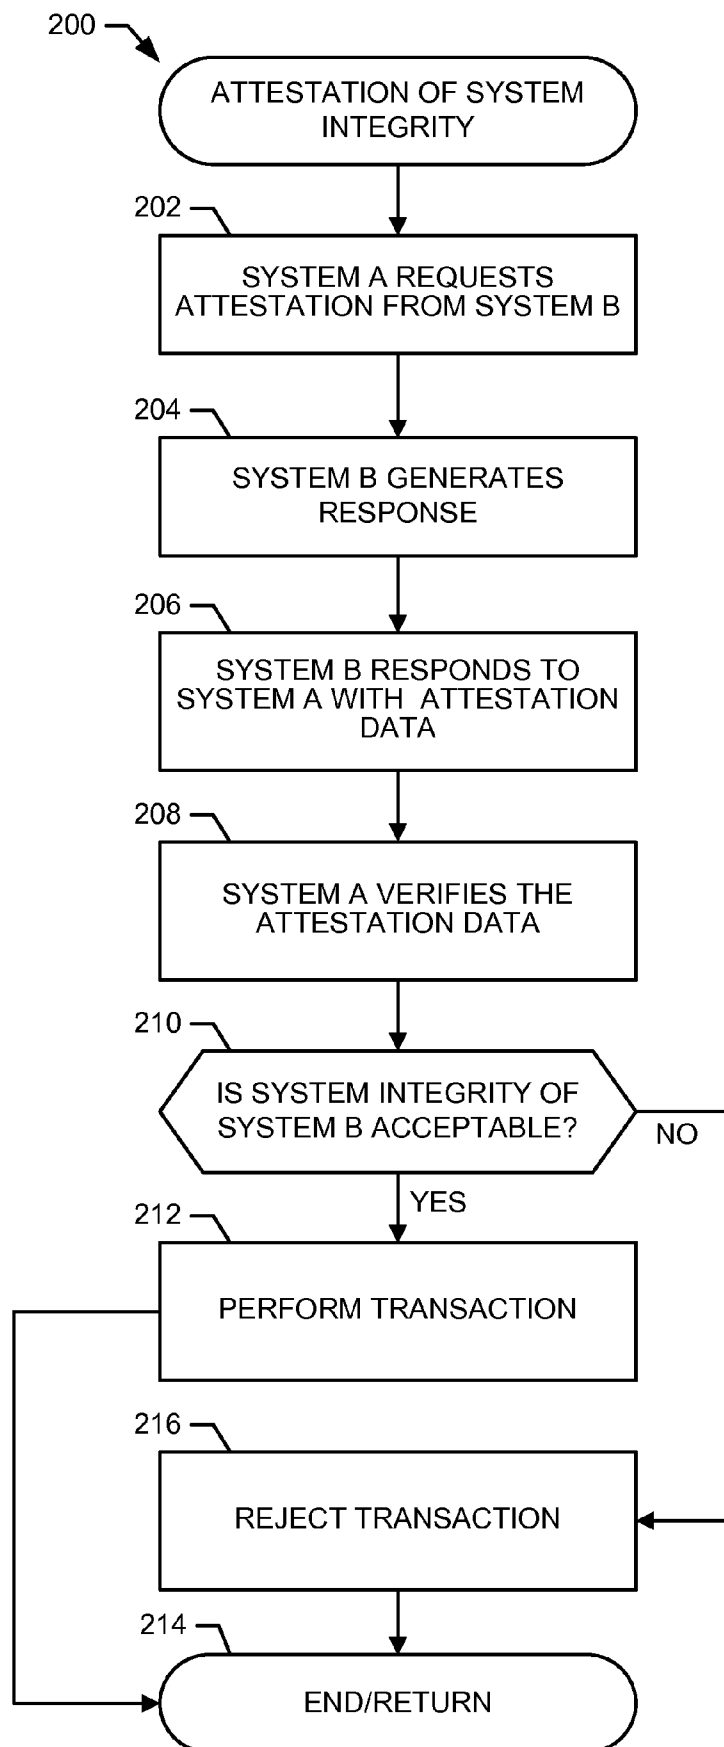 200
ATTESTATION OF SYSTEM
INTEGRITY
202
SYSTEM A REQUESTS
ATTESTATION FROM SYSTEM B
204
SYSTEM B GENERATES
RESPONSE
206
SYSTEM B RESPONDS TO
SYSTEM A WITH ATTESTATION
DATA
208
SYSTEM A VERIFIES THE
ATTESTATION DATA
210
IS SYSTEM INTEGRITY OF
SYSTEM B ACCEPTABLE?
NO
YES
212
PERFORM TRANSACTION
216
REJECT TRANSACTION
214
END/RETURN